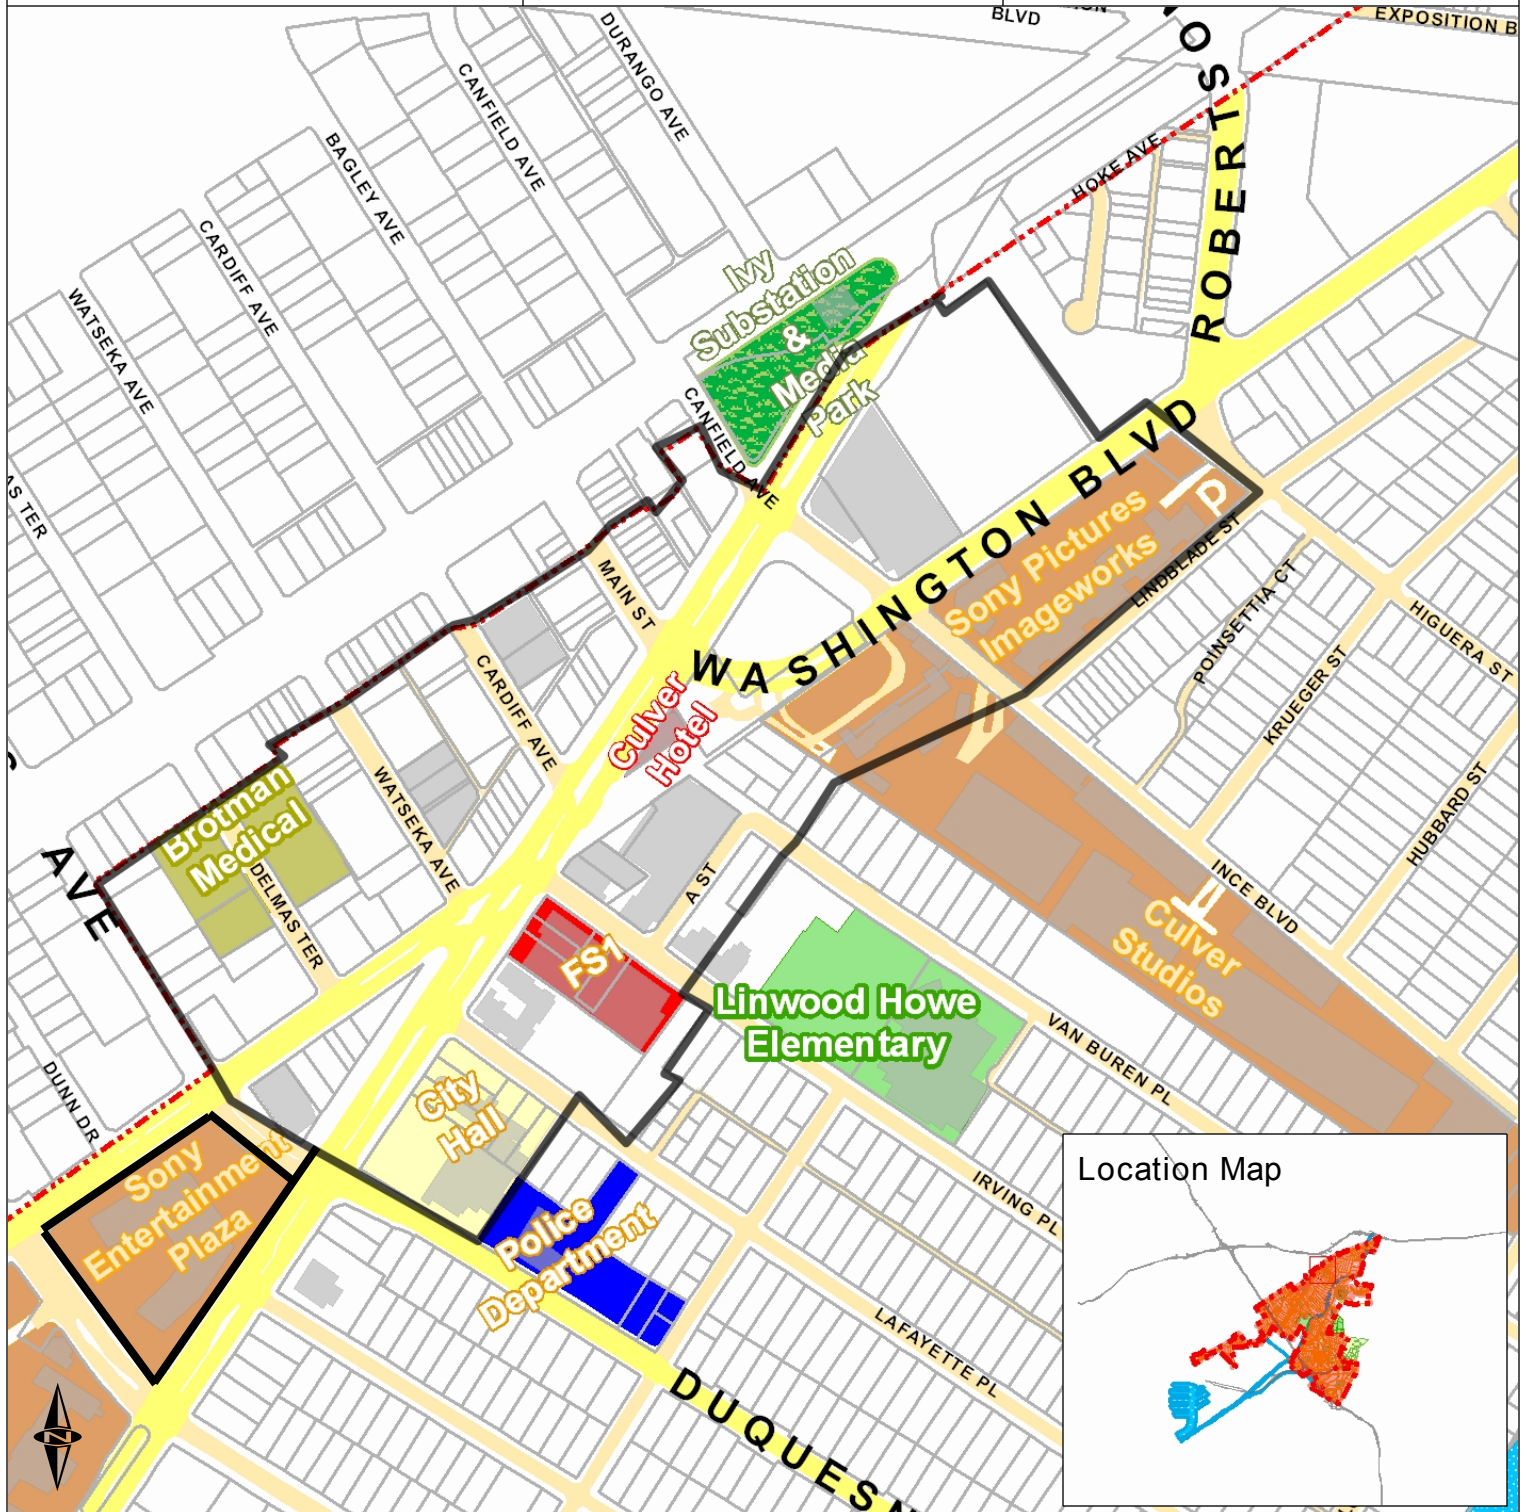 BLVD
EXPOSITION B
DURANGO AVE
CANFIELD AVE
BAGLEY AVE
CARDIFF AVE
WATSEKA AVE
AS TER
HOKE AVE
ROBERTSO
Ivy
Substation
&
Media
Park
CANFIELD AVE
WASHINGTON BLVD
Sony Pictures
Imageworks
P
LINDBLADE ST
POINSETTIA CT
HIGUERA ST
KRUEGER ST
HUBBARD ST
INCE BLVD
MAIN ST
CARDIFF AVE
WATSEKA AVE
Culver
Hotel
Brotman
Medical
DELMAS TER
AVE
A ST
FS1
Linwood Howe
Elementary
Culver
Studios
VAN BUREN PL
IRVING PL
LAFAYETTE PL
City
Hall
DUNN DR
Sony
Entertainment
Plaza
Police
Department
DUQUESN
N
Location Map